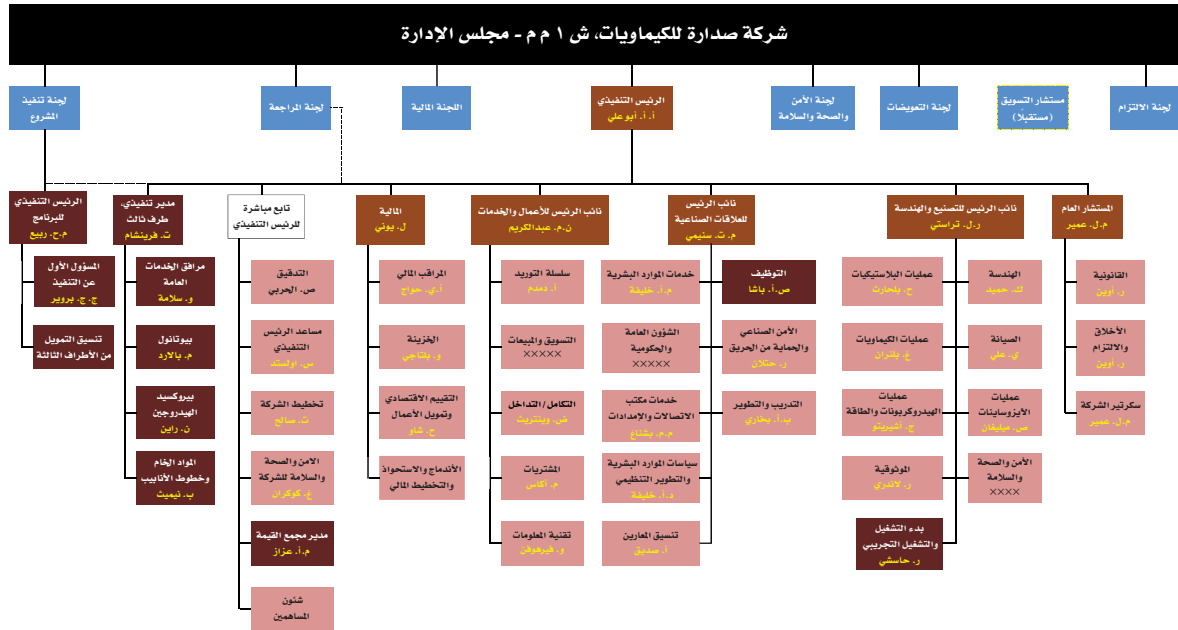 شركة صدارة للكيماويات، ش ١ م م - مجلس الإدارة
لجنة الالتزام
مستشار التسويق
(مستقبلاً)
لجنة التعويضات
لجنة الأمن
والصحة والسلامة
الرئيس التنفيذي
أ. أ. أبو علي
اللجنة المالية
لجنة المراجعة
لجنة تنفيذ
المشروع
المستشار العام
م.ل. عمير
القانونية
ر. أوين
الأخلاق
والالتزام
ر. أوين
سكرتير الشركة
م.ل. عمير
نائب الرئيس للتصنيع والهندسة
ر.ل. تراستي
الهندسة
ك. حميد
الصيانة
ي. علي
عمليات
الأيزوساينات
ص. ميليفان
الأمن والصحة
والسلامة
××××
عمليات البلاستيكيات
ح. بلحارث
عمليات الكيماويات
غ. بلتران
عمليات
الهيدروكربونات والطاقة
ج. أشيريتو
الموثوقية
ر. لاندري
بدء التشغيل
والتشغيل التجريبي
ر. حاسشي
نائب الرئيس
للعلاقات الصناعية
م. ت. سنيمي
التوظيف
ص.أ. باشا
الأمن الصناعي
والحماية من الحريق
ر. حتلان
التدريب والتطوير
ب.أ. بخاري
خدمات الموارد البشرية
م.أ. خليفة
الشؤون العامة
والحكومية
×××××
خدمات مكتب
الاتصالات والإمدادات
م.م. بشناغ
سياسات الموارد البشرية
والتطوير التنظيمي
د.أ. خليفة
تنسيق المعارين
أ. صديق
نائب الرئيس للأعمال والخدمات
ن.م. عبدالكريم
سلسلة التوريد
أ. دمدم
التسويق والمبيعات
×××××
التكامل/ التداخل
ض. وينتريت
المشتريات
م. أكاس
تقنية المعلومات
و. فيرهوفن
المالية
ل. يوني
المراقب المالي
أ.ي. حواج
الخزينة
و. بلتاجي
التقييم الاقتصادي
وتمويل الأعمال
ح. شاو
الأندماج والاستحواذ
والتخطيط المالي
تابع مباشرة
للرئيس التنفيذي
التدقيق
ص. الحربي
مساعد الرئيس
التنفيذي
س. اولستد
تخطيط الشركة
ت. صالح
الامن والصحة
والسلامة للشركة
غ. كوكران
مدير مجمع القيمة
م.أ. عزاز
شئون
المساهمين
مدير تنفيذي،
طرف ثالث
ت. فرينشام
مرافق الخدمات
العامة
و. سلامة
بيوتانول
م. بالارد
بيروكسيد
الهيدروجين
ن. راين
المواد الخام
وخطوط الأنابيب
ب. نيميث
الرئيس التنفيذي
للبرنامج
م.ح. ربيع
المسؤول الأول
عن التنفيذ
ج. ج. بروير
تنسيق التمويل
من الأطراف الثالثة